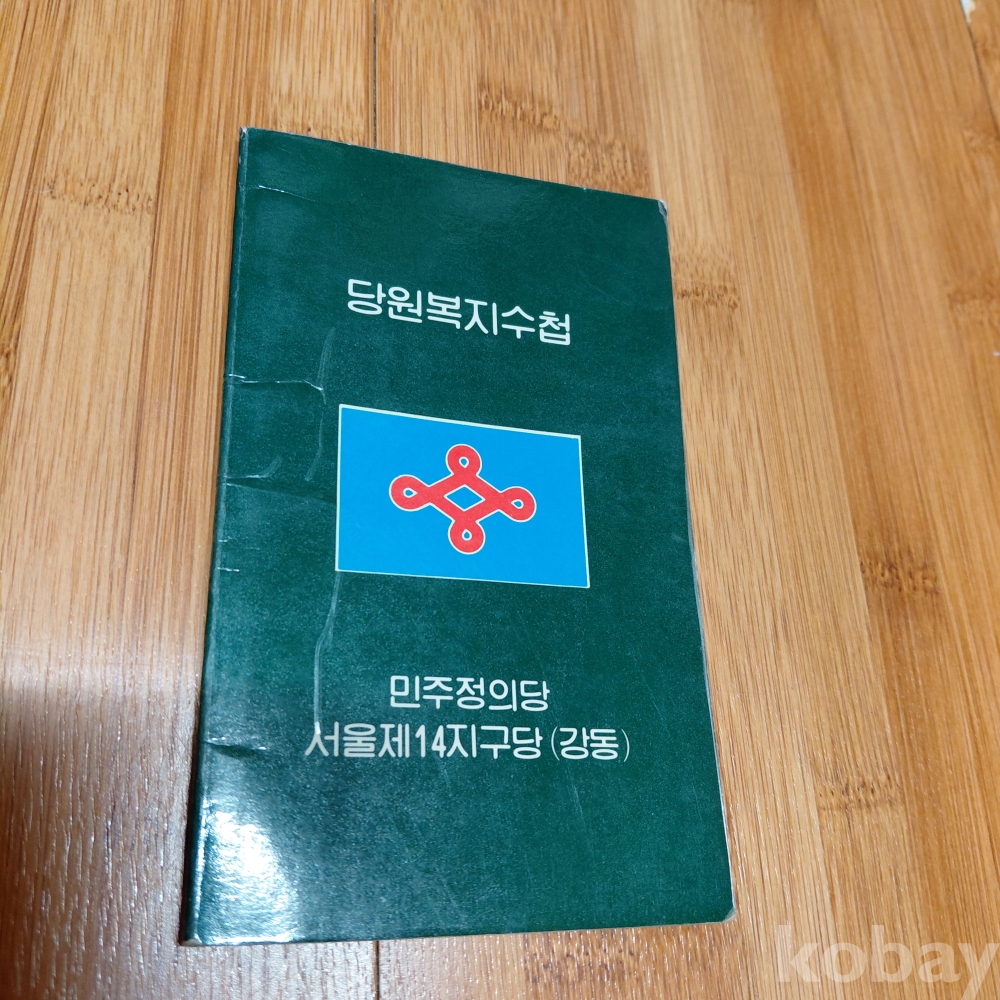 당원복지수첩
민주정의당
서울제14지구당 (강동)
kobay